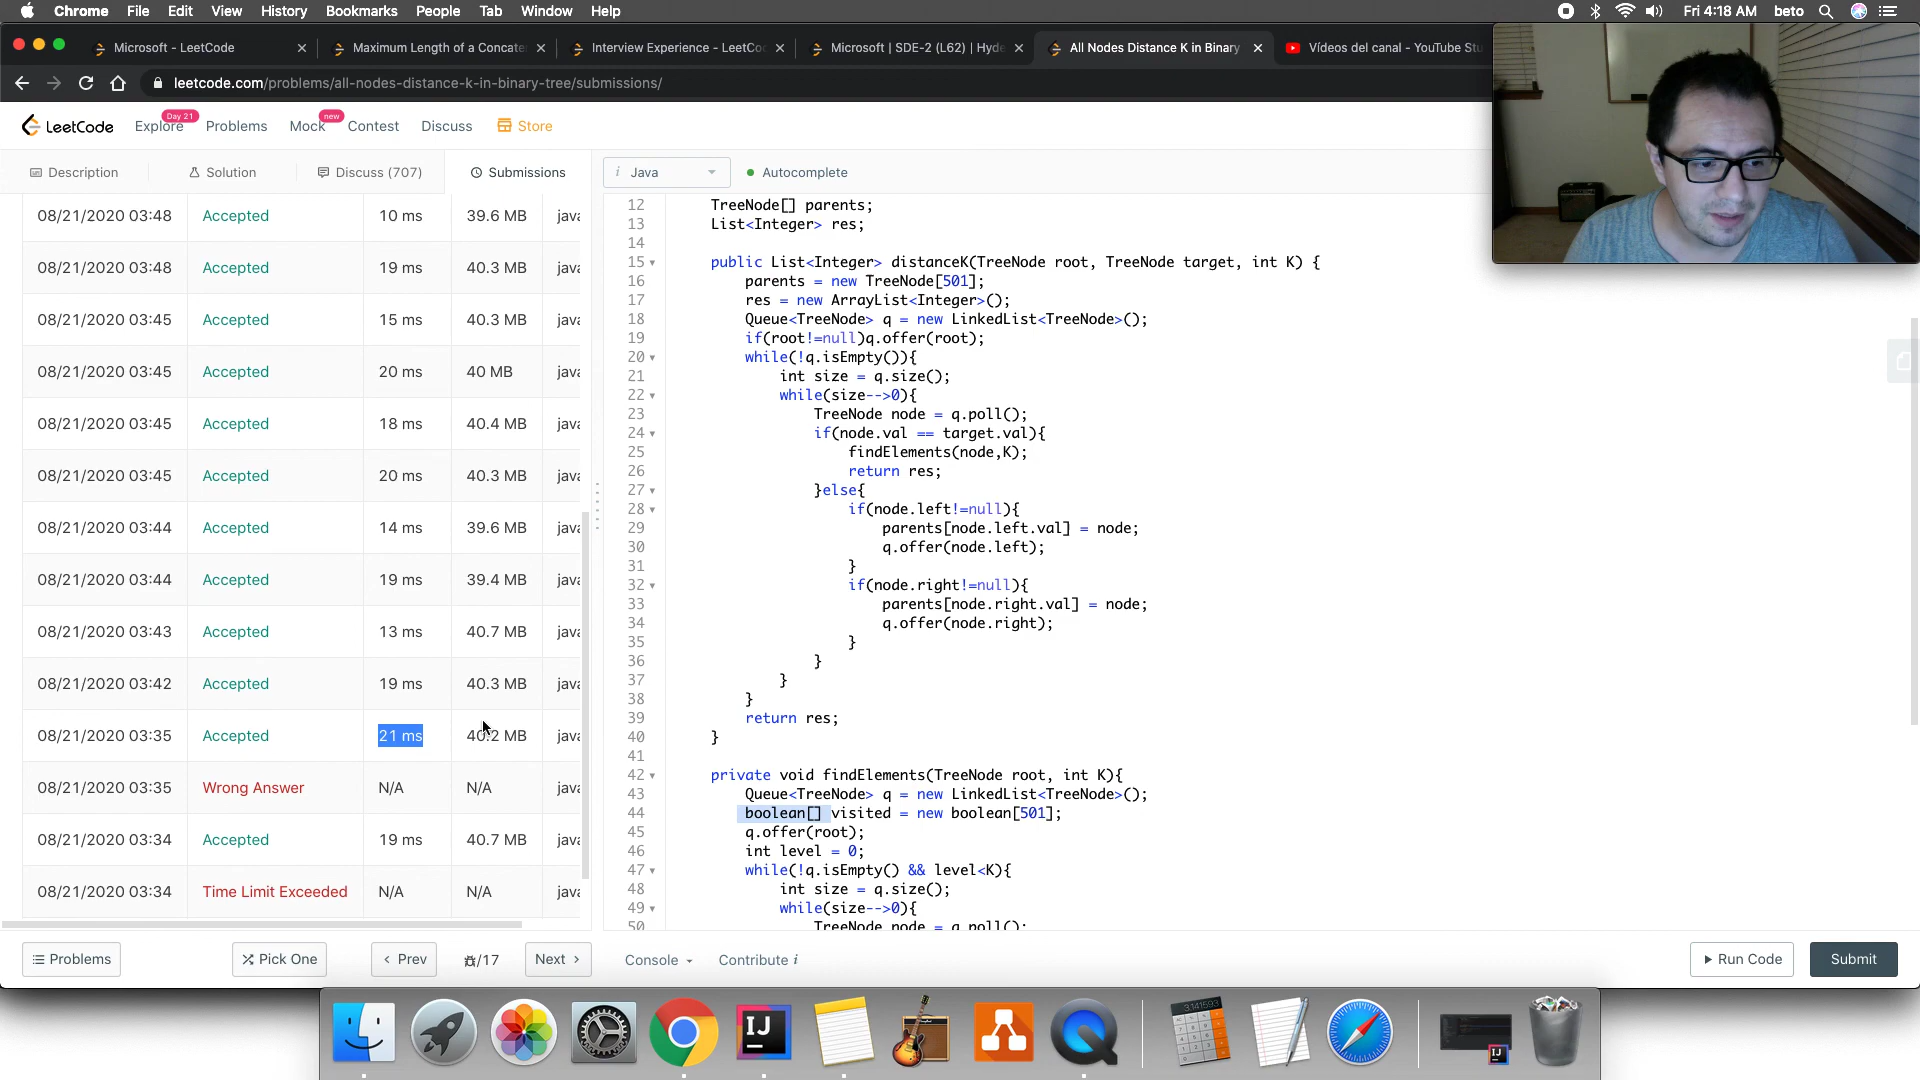 Chrome File Edit View History Bookmarks People Tab Window Help Fri 4:18 AM beto
Microsoft - LeetCode
Maximum Length of a Concate
Interview Experience - LeetCo
Microsoft | SDE-2 (L62) | Hyde
All Nodes Distance K in Binary
Vídeos del canal - YouTube Stu
leetcode.com/problems/all-nodes-distance-k-in-binary-tree/submissions/
LeetCode Explore Day 21 Problems Mock new Contest Discuss Store
Description Solution Discuss (707) Submissions
i Java Autocomplete
08/21/2020 03:48 Accepted 10 ms 39.6 MB java
08/21/2020 03:48 Accepted 19 ms 40.3 MB java
08/21/2020 03:45 Accepted 15 ms 40.3 MB java
08/21/2020 03:45 Accepted 20 ms 40 MB java
08/21/2020 03:45 Accepted 18 ms 40.4 MB java
08/21/2020 03:45 Accepted 20 ms 40.3 MB java
08/21/2020 03:44 Accepted 14 ms 39.6 MB java
08/21/2020 03:44 Accepted 19 ms 39.4 MB java
08/21/2020 03:43 Accepted 13 ms 40.7 MB java
08/21/2020 03:42 Accepted 19 ms 40.3 MB java
08/21/2020 03:35 Accepted 21 ms 40.2 MB java
08/21/2020 03:35 Wrong Answer N/A N/A java
08/21/2020 03:34 Accepted 19 ms 40.7 MB java
08/21/2020 03:34 Time Limit Exceeded N/A N/A java
12 TreeNode[] parents;
13 List<Integer> res;
14
15 public List<Integer> distanceK(TreeNode root, TreeNode target, int K) {
16 parents = new TreeNode[501];
17 res = new ArrayList<Integer>();
18 Queue<TreeNode> q = new LinkedList<TreeNode>();
19 if(root!=null)q.offer(root);
20 while(!q.isEmpty()){
21 int size = q.size();
22 while(size-->0){
23 TreeNode node = q.poll();
24 if(node.val == target.val){
25 findElements(node,K);
26 return res;
27 }else{
28 if(node.left!=null){
29 parents[node.left.val] = node;
30 q.offer(node.left);
31 }
32 if(node.right!=null){
33 parents[node.right.val] = node;
34 q.offer(node.right);
35 }
36 }
37 }
38 }
39 return res;
40 }
41
42 private void findElements(TreeNode root, int K){
43 Queue<TreeNode> q = new LinkedList<TreeNode>();
44 boolean[] visited = new boolean[501];
45 q.offer(root);
46 int level = 0;
47 while(!q.isEmpty() && level<K){
48 int size = q.size();
49 while(size-->0){
50 TreeNode node = q.poll();
Problems Pick One Prev /17 Next Console Contribute i Run Code Submit
3.141593
IJ
IJ